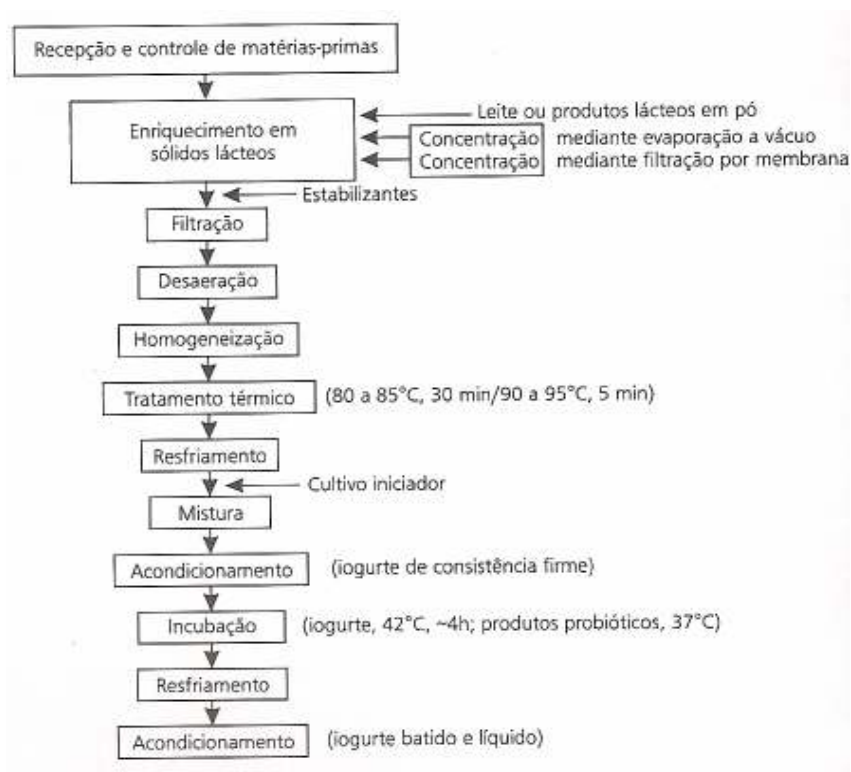 Recepção e controle de matérias-primas
Leite ou produtos lácteos em pó
Enriquecimento em
sólidos lácteos
Concentração mediante evaporação a vácuo
Concentração mediante filtração por membrana
Estabilizantes
Filtração
Desaeração
Homogeneização
Tratamento térmico (80 a 85°C, 30 min/90 a 95°C, 5 min)
Resfriamento
Cultivo iniciador
Mistura
Acondicionamento (iogurte de consistência firme)
Incubação (iogurte, 42°C, ~4h; produtos probióticos, 37°C)
Resfriamento
Acondicionamento (iogurte batido e líquido)